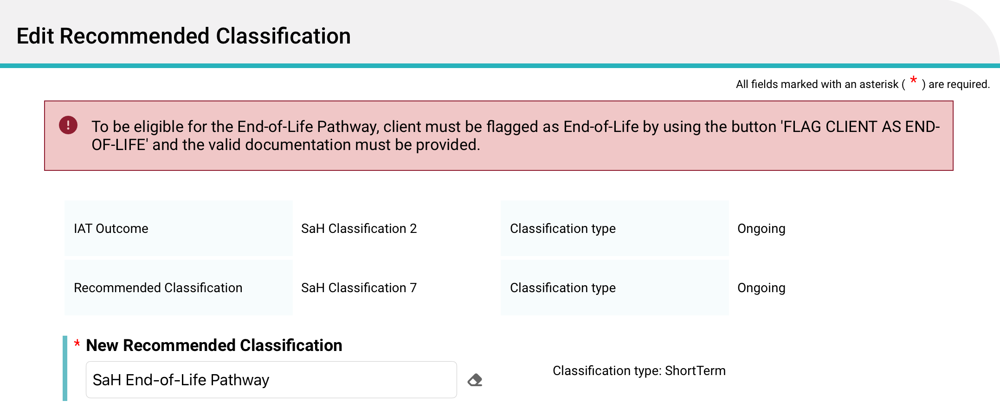 Edit Recommended Classification
All fields marked with an asterisk ( * ) are required.
To be eligible for the End-of-Life Pathway, client must be flagged as End-of-Life by using the button 'FLAG CLIENT AS END-
OF-LIFE' and the valid documentation must be provided.
IAT Outcome SaH Classification 2 Classification type Ongoing
Recommended Classification SaH Classification 7 Classification type Ongoing
* New Recommended Classification
SaH End-of-Life Pathway
Classification type: ShortTerm